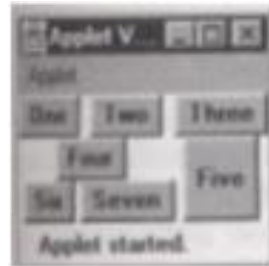 Applet V...
Applet
One Two Three
Four
Five
Six Seven
Applet started.